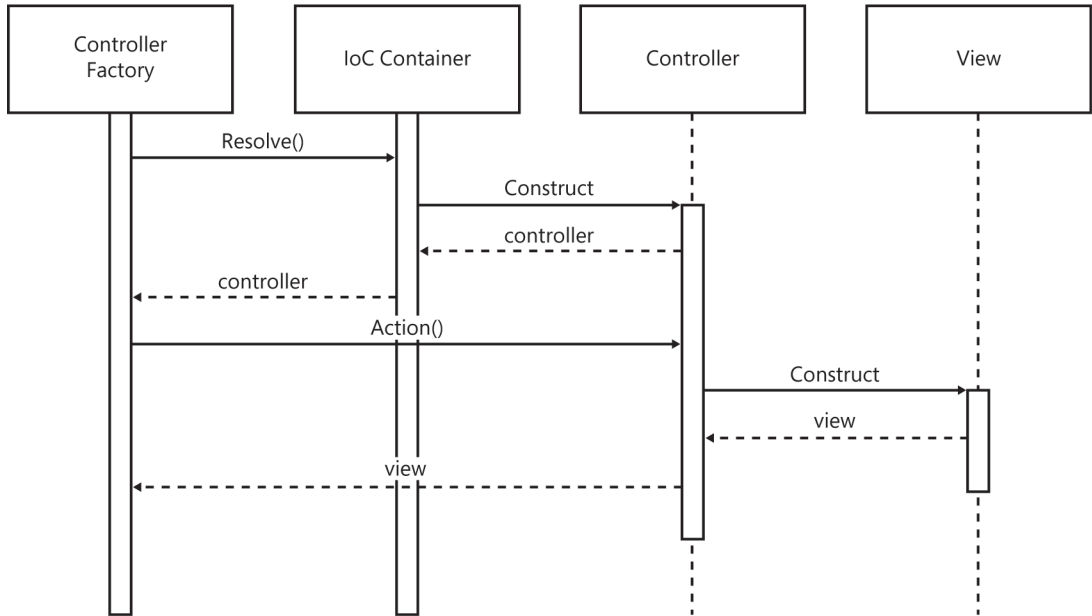 Controller
Factory
IoC Container
Controller
View
Resolve()
Construct
controller
controller
Action()
Construct
view
view